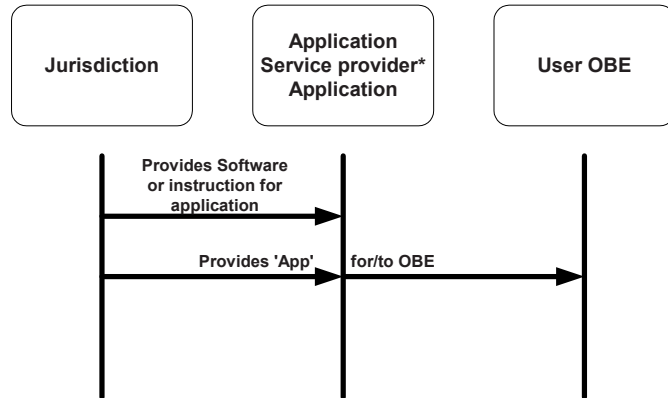 Jurisdiction
Application
Service provider*
Application
User OBE
Provides Software
or instruction for
application
Provides 'App'
for/to OBE